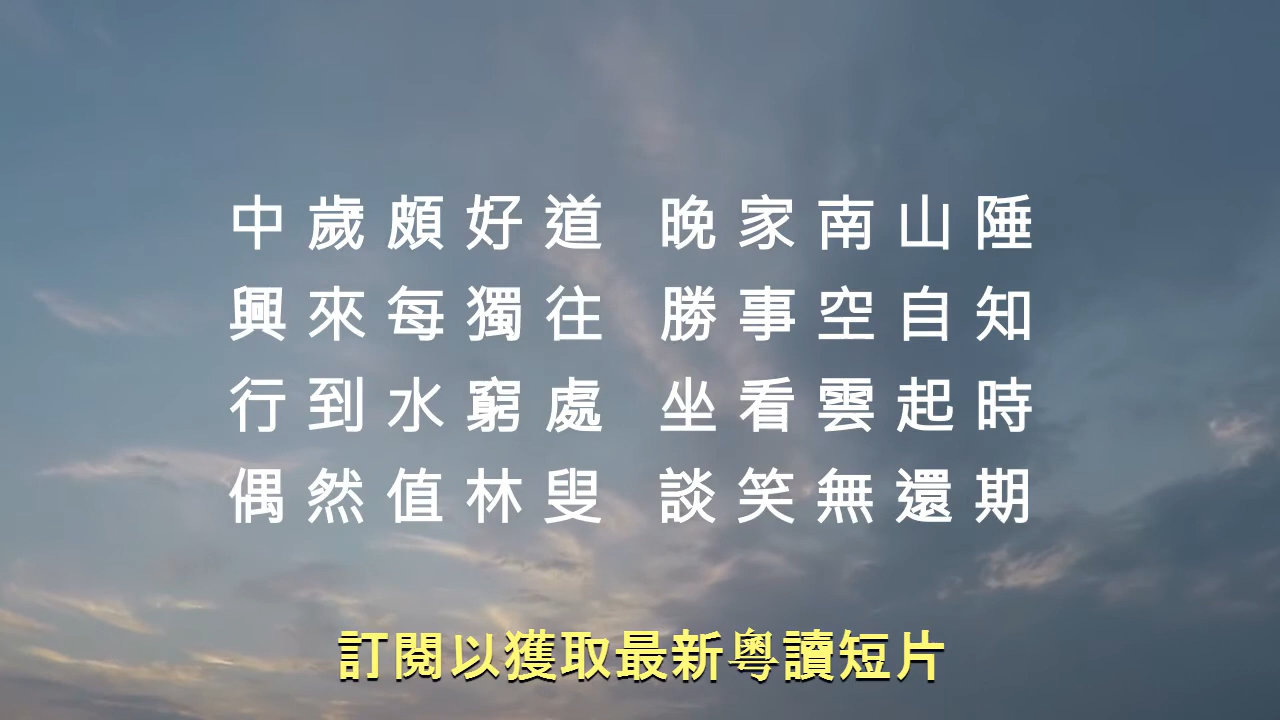 中歲頗好道 晚家南山陲
興來每獨往 勝事空自知
行到水窮處 坐看雲起時
偶然值林叟 談笑無還期
訂閱以獲取最新粵讀短片